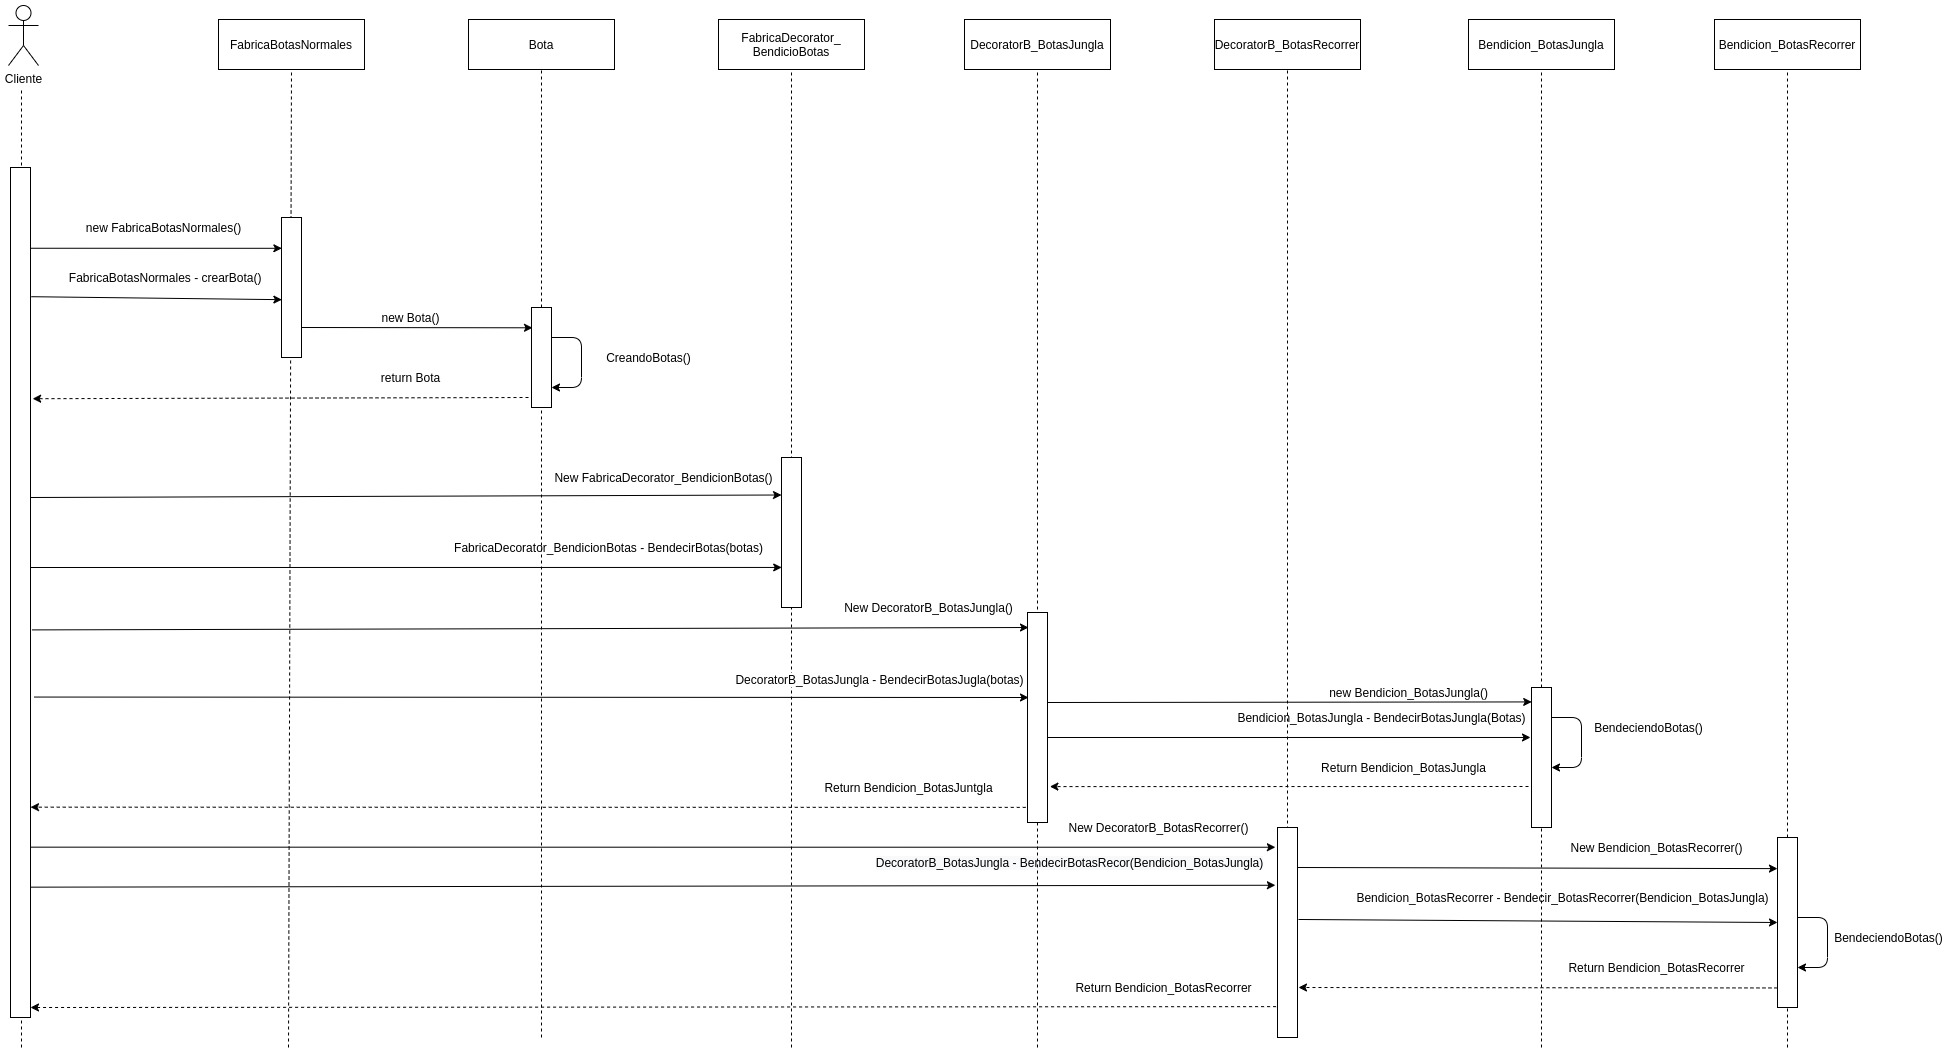 Cliente
FabricaBotasNormales
Bota
FabricaDecorator_
BendicioBotas
DecoratorB_BotasJungla
DecoratorB_BotasRecorrer
Bendicion_BotasJungla
Bendicion_BotasRecorrer
new FabricaBotasNormales()
FabricaBotasNormales - crearBota()
new Bota()
CreandoBotas()
return Bota
New FabricaDecorator_BendicionBotas()
FabricaDecorator_BendicionBotas - BendecirBotas(botas)
New DecoratorB_BotasJungla()
DecoratorB_BotasJungla - BendecirBotasJugla(botas)
new Bendicion_BotasJungla()
Bendicion_BotasJungla - BendecirBotasJungla(Botas)
BendeciendoBotas()
Return Bendicion_BotasJungla
Return Bendicion_BotasJuntgla
New DecoratorB_BotasRecorrer()
New Bendicion_BotasRecorrer()
DecoratorB_BotasJungla - BendecirBotasRecor(Bendicion_BotasJungla)
Bendicion_BotasRecorrer - Bendecir_BotasRecorrer(Bendicion_BotasJungla)
BendeciendoBotas()
Return Bendicion_BotasRecorrer
Return Bendicion_BotasRecorrer